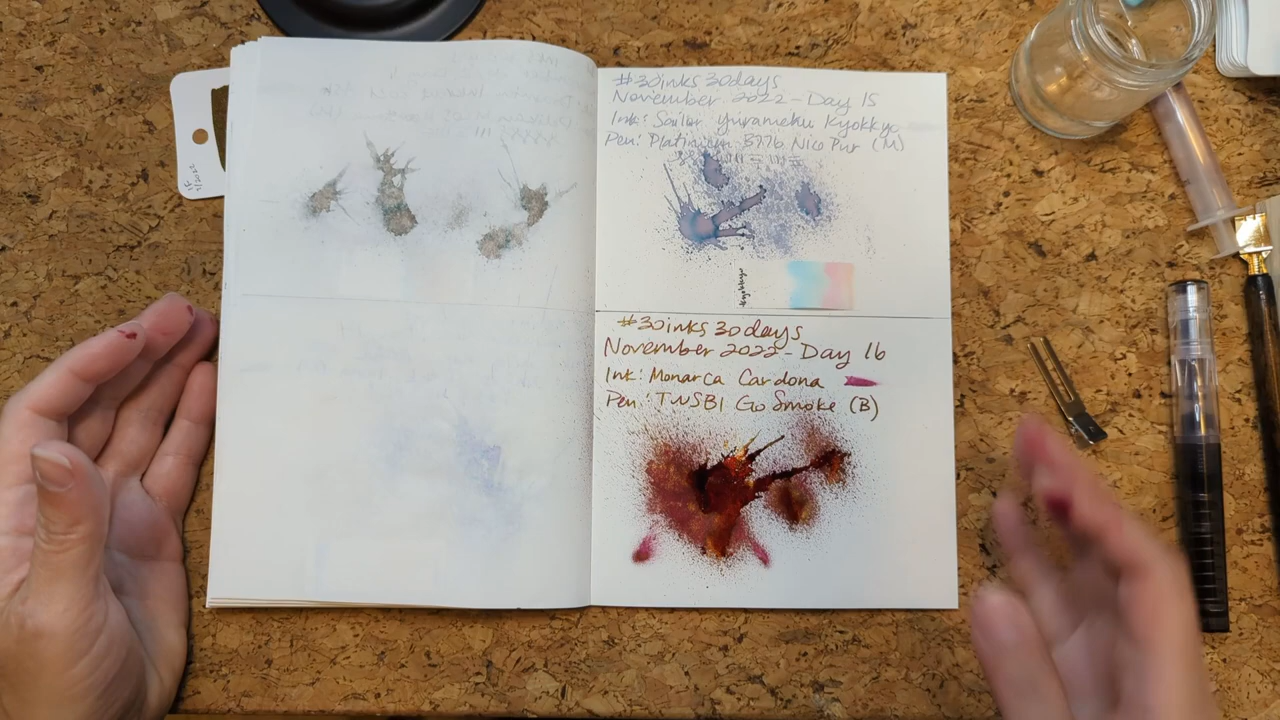 #30inks30days
November 2022 - Day 15
Ink: Sailor Yurameku Kyokkyo
Pen: Platinum 3776 Nice Pur (M)
Kyokkyo
#30inks30days
November 2022 - Day 16
Ink: Monarca Cardona
Pen: TWSBI Go Smoke (B)